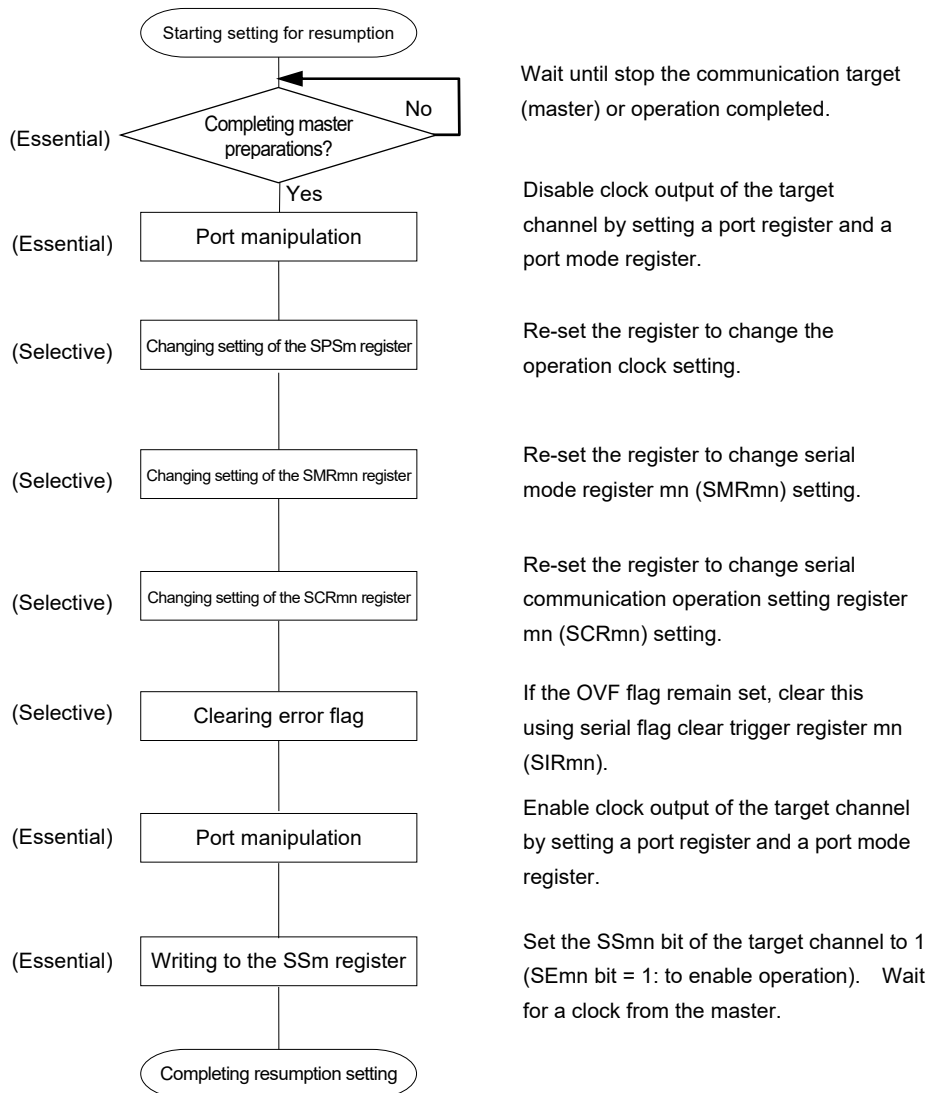 Starting setting for resumption
Wait until stop the communication target
(master) or operation completed.
No
(Essential)
Completing master
preparations?
Yes
Disable clock output of the target
channel by setting a port register and a
port mode register.
(Essential)
Port manipulation
(Selective)
Changing setting of the SPSm register
Re-set the register to change the
operation clock setting.
(Selective)
Changing setting of the SMRmn register
Re-set the register to change serial
mode register mn (SMRmn) setting.
(Selective)
Changing setting of the SCRmn register
Re-set the register to change serial
communication operation setting register
mn (SCRmn) setting.
(Selective)
Clearing error flag
If the OVF flag remain set, clear this
using serial flag clear trigger register mn
(SIRmn).
(Essential)
Port manipulation
Enable clock output of the target channel
by setting a port register and a port mode
register.
(Essential)
Writing to the SSm register
Set the SSmn bit of the target channel to 1
(SEmn bit = 1: to enable operation). Wait
for a clock from the master.
Completing resumption setting